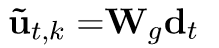 ũ_{t,k} =W_g d_t